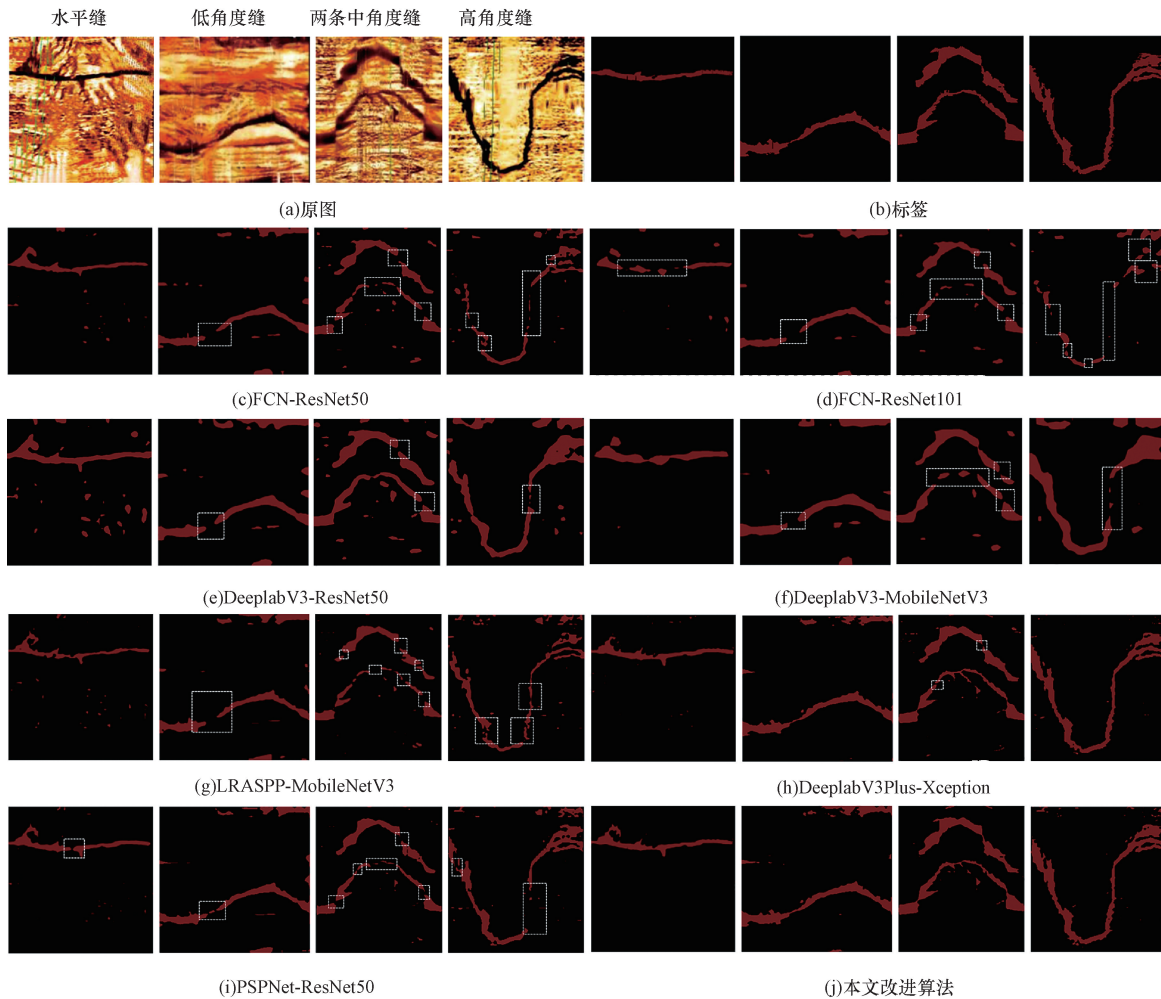 水平缝 低角度缝 两条中角度缝 高角度缝
(a)原图 (b)标签
(c)FCN-ResNet50 (d)FCN-ResNet101
(e)DeeplabV3-ResNet50 (f)DeeplabV3-MobileNetV3
(g)LRASPP-MobileNetV3 (h)DeeplabV3Plus-Xception
(i)PSPNet-ResNet50 (j)本文改进算法